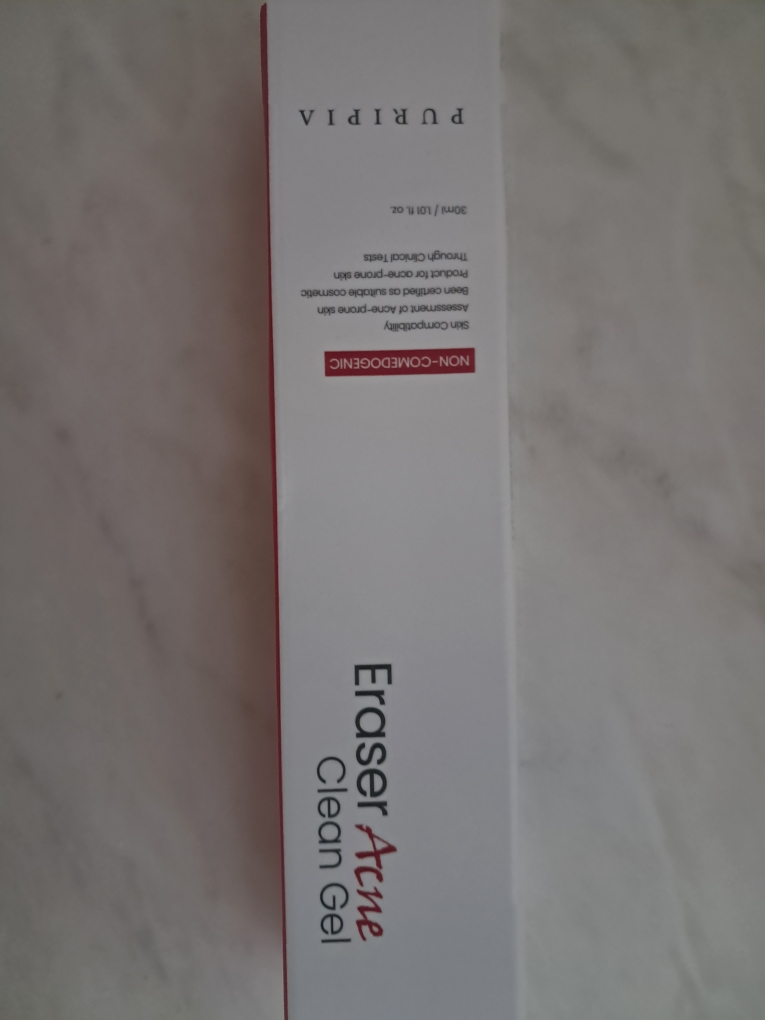 Eraser Acne
Clean Gel
NON-COMEDOGENIC
Skin Compatibility
Assessment of Acne-prone skin
Been certified as suitable cosmetic
Product for acne-prone skin
Through Clinical Tests
30ml / 1.01 fl. oz.
PURIPIA